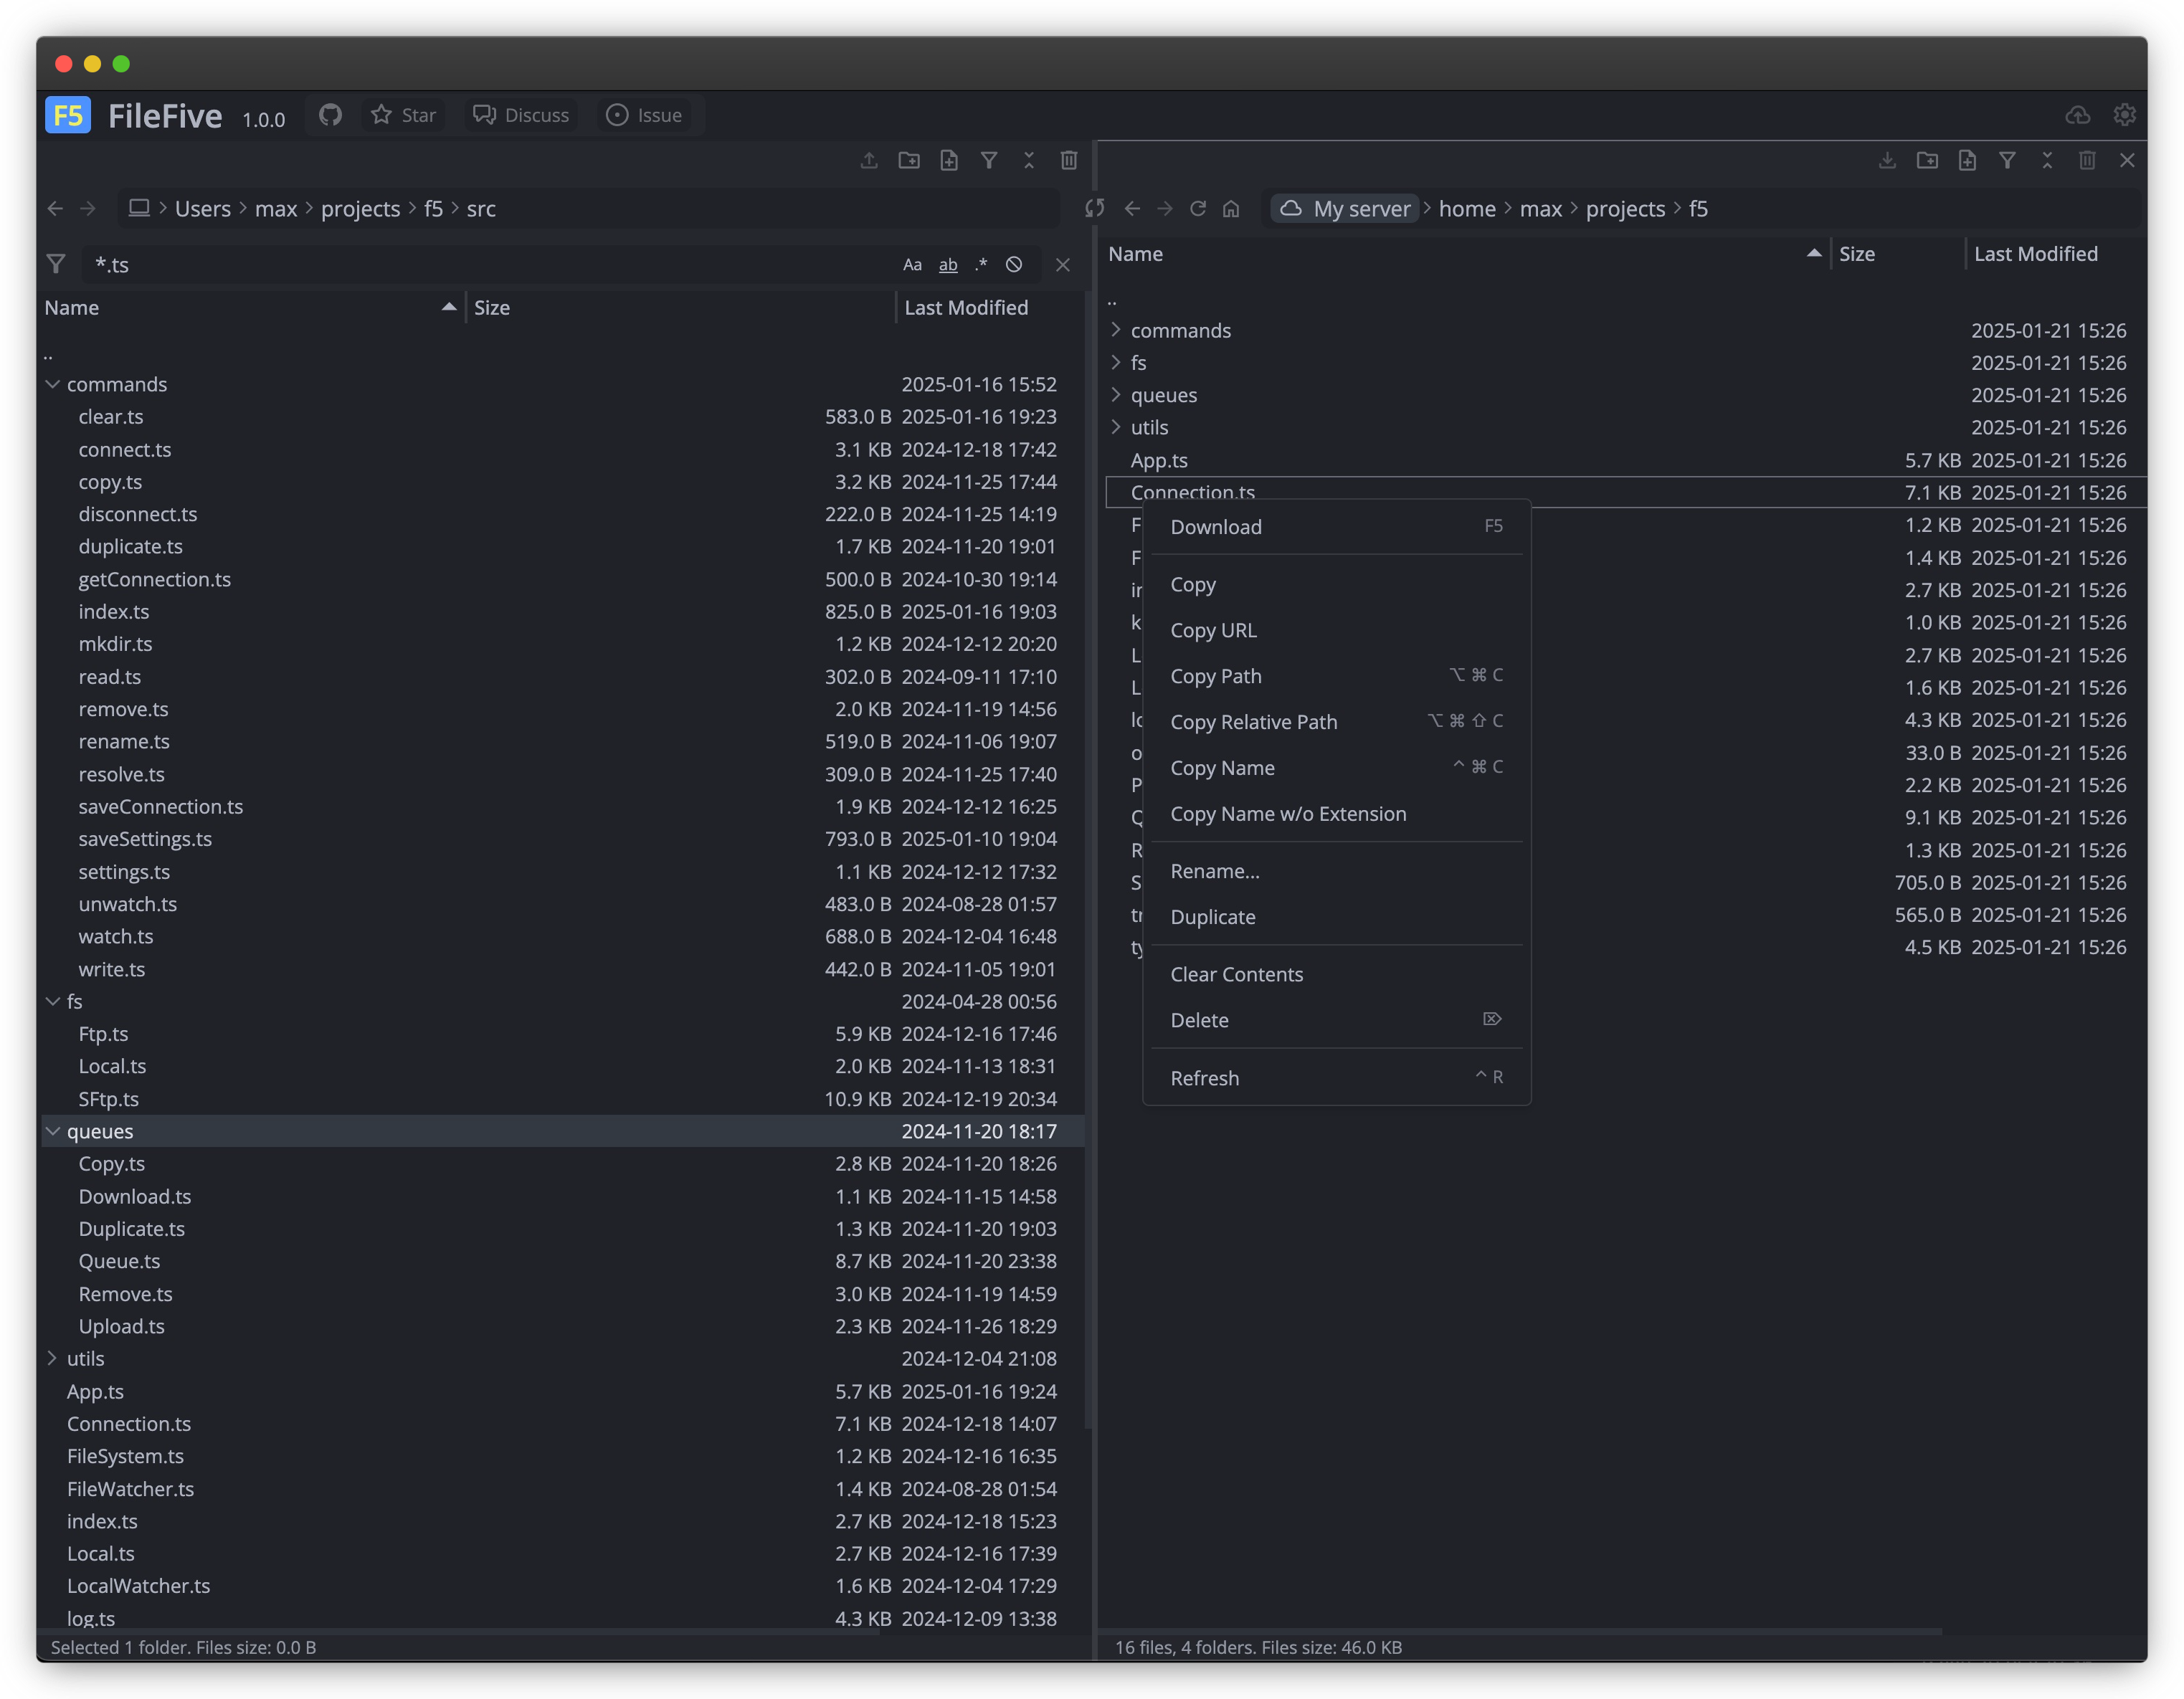 F5 FileFive 1.0.0 Star Discuss Issue
Users max projects f5 src
*.ts Aa ab .*
Name Size Last Modified
..
commands 2025-01-16 15:52
clear.ts 583.0 B 2025-01-16 19:23
connect.ts 3.1 KB 2024-12-18 17:42
copy.ts 3.2 KB 2024-11-25 17:44
disconnect.ts 222.0 B 2024-11-25 14:19
duplicate.ts 1.7 KB 2024-11-20 19:01
getConnection.ts 500.0 B 2024-10-30 19:14
index.ts 825.0 B 2025-01-16 19:03
mkdir.ts 1.2 KB 2024-12-12 20:20
read.ts 302.0 B 2024-09-11 17:10
remove.ts 2.0 KB 2024-11-19 14:56
rename.ts 519.0 B 2024-11-06 19:07
resolve.ts 309.0 B 2024-11-25 17:40
saveConnection.ts 1.9 KB 2024-12-12 16:25
saveSettings.ts 793.0 B 2025-01-10 19:04
settings.ts 1.1 KB 2024-12-12 17:32
unwatch.ts 483.0 B 2024-08-28 01:57
watch.ts 688.0 B 2024-12-04 16:48
write.ts 442.0 B 2024-11-05 19:01
fs 2024-04-28 00:56
Ftp.ts 5.9 KB 2024-12-16 17:46
Local.ts 2.0 KB 2024-11-13 18:31
SFtp.ts 10.9 KB 2024-12-19 20:34
queues 2024-11-20 18:17
Copy.ts 2.8 KB 2024-11-20 18:26
Download.ts 1.1 KB 2024-11-15 14:58
Duplicate.ts 1.3 KB 2024-11-20 19:03
Queue.ts 8.7 KB 2024-11-20 23:38
Remove.ts 3.0 KB 2024-11-19 14:59
Upload.ts 2.3 KB 2024-11-26 18:29
utils 2024-12-04 21:08
App.ts 5.7 KB 2025-01-16 19:24
Connection.ts 7.1 KB 2024-12-18 14:07
FileSystem.ts 1.2 KB 2024-12-16 16:35
FileWatcher.ts 1.4 KB 2024-08-28 01:54
index.ts 2.7 KB 2024-12-18 15:23
Local.ts 2.7 KB 2024-12-16 17:39
LocalWatcher.ts 1.6 KB 2024-12-04 17:29
log.ts 4.3 KB 2024-12-09 13:38
Selected 1 folder. Files size: 0.0 B
My server home max projects f5
Name Size Last Modified
..
commands 2025-01-21 15:26
fs 2025-01-21 15:26
queues 2025-01-21 15:26
utils 2025-01-21 15:26
App.ts 5.7 KB 2025-01-21 15:26
Connection.ts 7.1 KB 2025-01-21 15:26
1.2 KB 2025-01-21 15:26
1.4 KB 2025-01-21 15:26
2.7 KB 2025-01-21 15:26
1.0 KB 2025-01-21 15:26
2.7 KB 2025-01-21 15:26
1.6 KB 2025-01-21 15:26
4.3 KB 2025-01-21 15:26
33.0 B 2025-01-21 15:26
2.2 KB 2025-01-21 15:26
9.1 KB 2025-01-21 15:26
1.3 KB 2025-01-21 15:26
705.0 B 2025-01-21 15:26
565.0 B 2025-01-21 15:26
4.5 KB 2025-01-21 15:26
Download F5
Copy
Copy URL
Copy Path ⌥ ⌘ C
Copy Relative Path ⌥ ⌘ ⇧ C
Copy Name ^ ⌘ C
Copy Name w/o Extension
Rename...
Duplicate
Clear Contents
Delete ⌦
Refresh ^ R
16 files, 4 folders. Files size: 46.0 KB